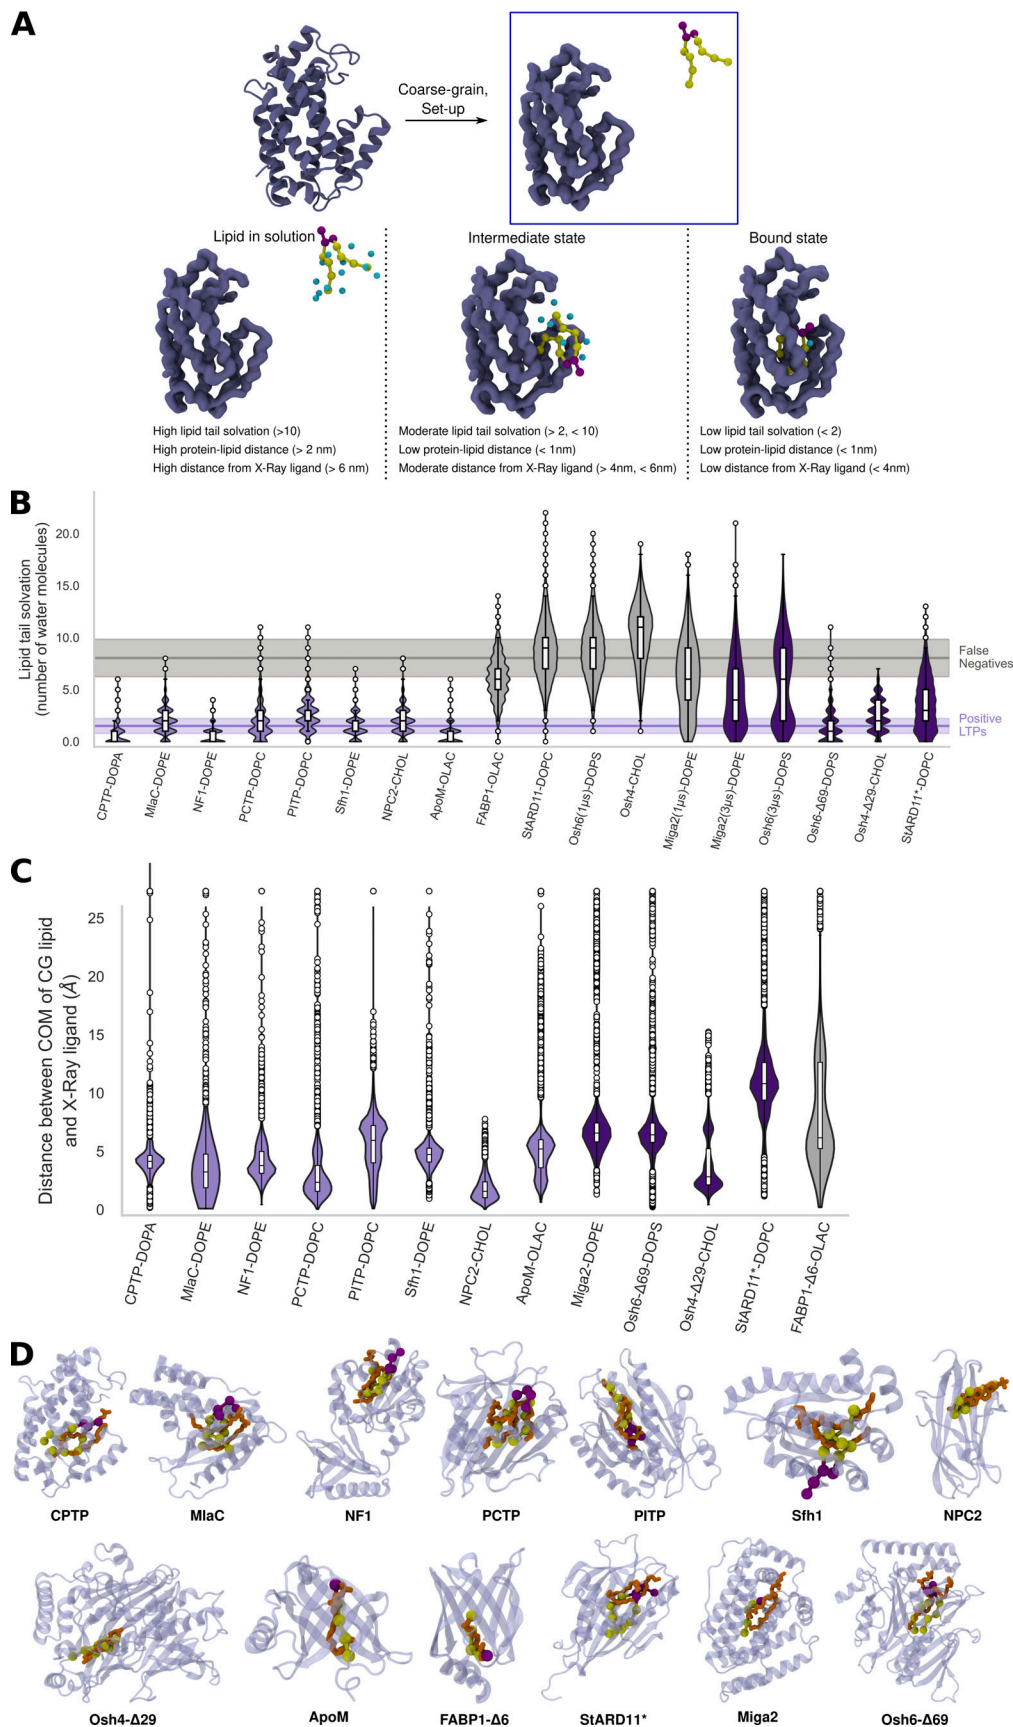 A
Coarse-grain,
Set-up
Lipid in solution
Intermediate state
Bound state
High lipid tail solvation (>10)
High protein-lipid distance (> 2 nm)
High distance from X-Ray ligand (> 6 nm)
Moderate lipid tail solvation (> 2, < 10)
Low protein-lipid distance (< 1nm)
Moderate distance from X-Ray ligand (> 4nm, < 6nm)
Low lipid tail solvation (< 2)
Low protein-lipid distance (< 1nm)
Low distance from X-Ray ligand (< 4nm)
B
Lipid tail solvation
(number of water molecules)
20.0
15.0
10.0
5.0
0.0
False
Negatives
Positive
LTPs
CPTP-DOPA
MlaC-DOPE
NF1-DOPE
PCTP-DOPC
PITP-DOPC
Sfh1-DOPE
NPC2-CHOL
ApoM-OLAC
FABP1-OLAC
StARD11-DOPC
Osh6(1μs)-DOPS
Osh4-CHOL
Miga2(1μs)-DOPE
Miga2(3μs)-DOPE
Osh6(3μs)-DOPS
Osh6-Δ69-DOPS
Osh4-Δ29-CHOL
StARD11*-DOPC
C
Distance between COM of CG lipid
and X-Ray ligand (Å)
25
20
15
10
5
0
CPTP-DOPA
MlaC-DOPE
NF1-DOPE
PCTP-DOPC
PITP-DOPC
Sfh1-DOPE
NPC2-CHOL
ApoM-OLAC
Miga2-DOPE
Osh6-Δ69-DOPS
Osh4-Δ29-CHOL
StARD11*-DOPC
FABP1-Δ6-OLAC
D
CPTP
MlaC
NF1
PCTP
PITP
Sfh1
NPC2
Osh4-Δ29
ApoM
FABP1-Δ6
StARD11*
Miga2
Osh6-Δ69